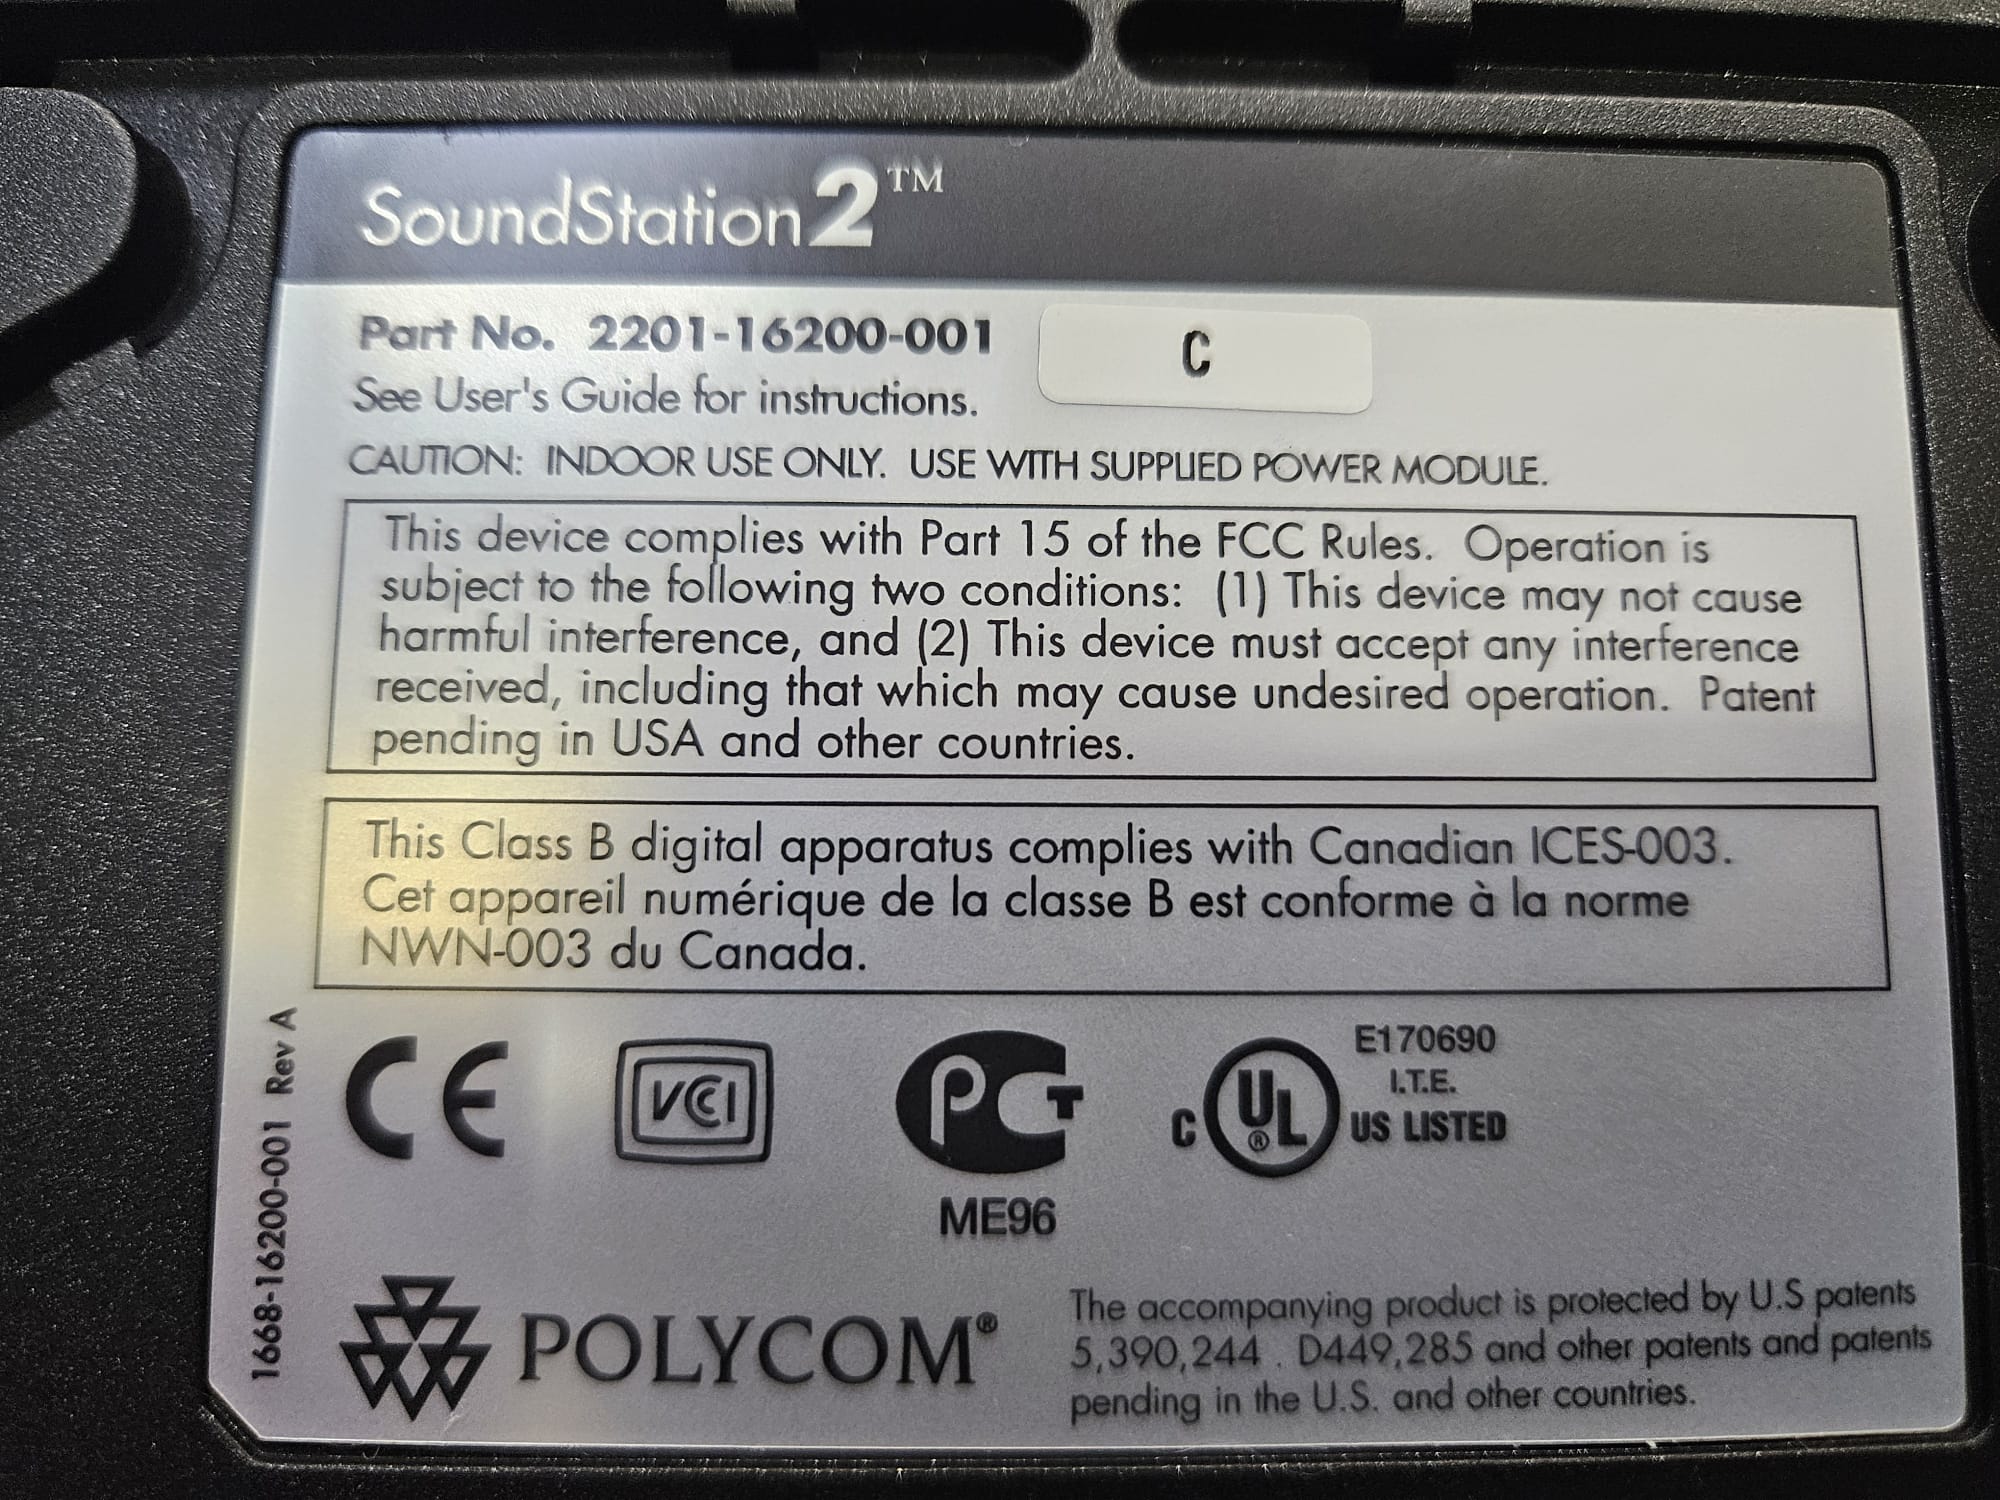 SoundStation2™
Part No. 2201-16200-001 C
See User's Guide for instructions.
CAUTION: INDOOR USE ONLY. USE WITH SUPPLIED POWER MODULE.
This device complies with Part 15 of the FCC Rules. Operation is
subject to the following two conditions: (1) This device may not cause
harmful interference, and (2) This device must accept any interference
received, including that which may cause undesired operation. Patent
pending in USA and other countries.
This Class B digital apparatus complies with Canadian ICES-003.
Cet appareil numérique de la classe B est conforme à la norme
NWN-003 du Canada.
1668-16200-001 Rev A
CE
VCCI
PCT
ME96
C UL® US LISTED
E170690
I.T.E.
POLYCOM®
The accompanying product is protected by U.S patents
5,390,244 . D449,285 and other patents and patents
pending in the U.S. and other countries.